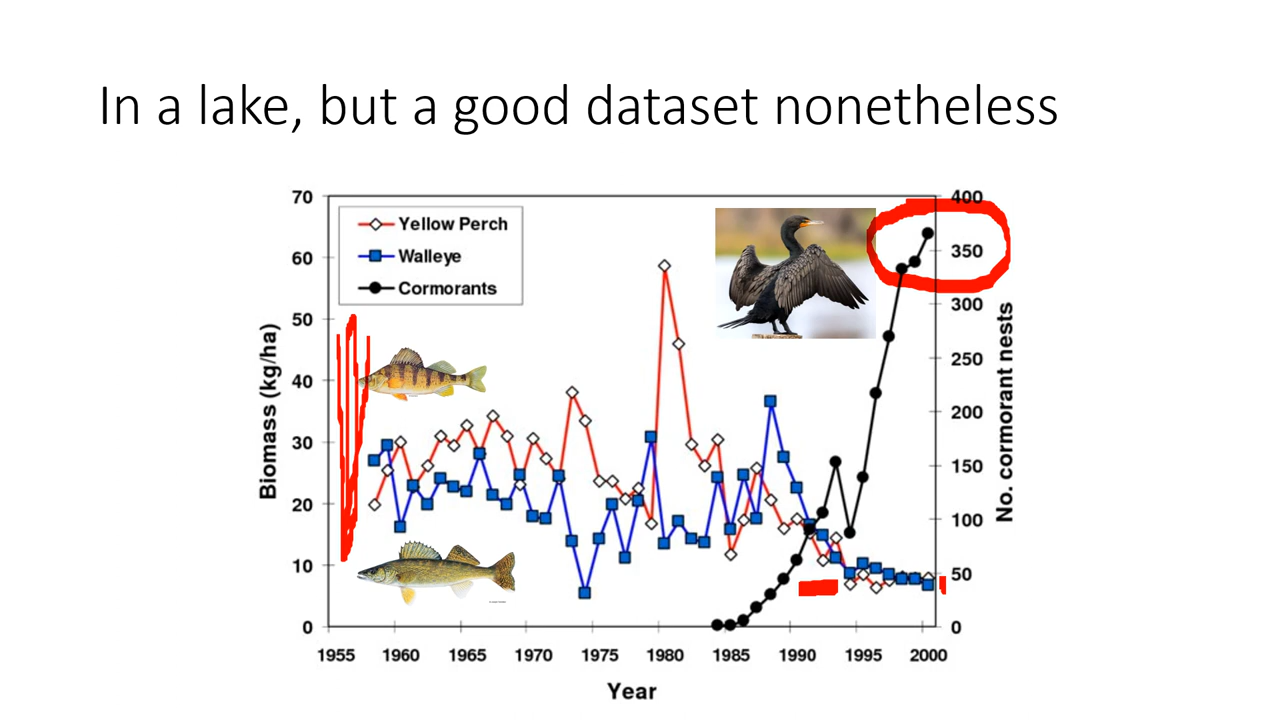 In a lake, but a good dataset nonetheless
70
60
50
40
30
20
10
0
Biomass (kg/ha)
Yellow Perch
Walleye
Cormorants
400
350
300
250
200
150
100
50
0
No. cormorant nests
1955 1960 1965 1970 1975 1980 1985 1990 1995 2000
Year